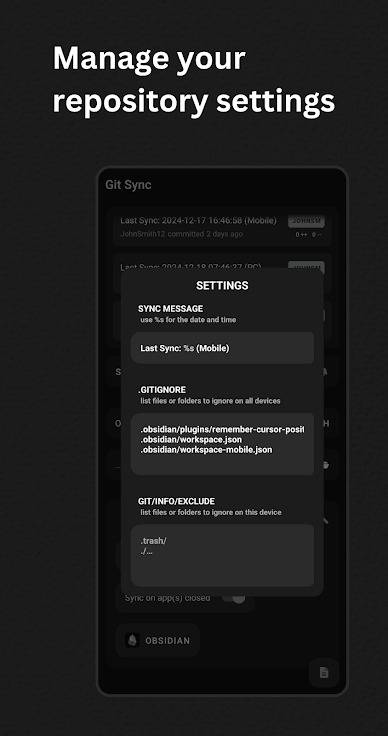 Manage your
repository settings
Git Sync
Last Sync: 2024-12-17 16:46:58 (Mobile)
JohnSmith12 committed 2 days ago
0 ++ 0 --
Last Sync: 2024-12-18 07:46:37 (PC)
SETTINGS
SYNC MESSAGE
use %s for the date and time
Last Sync: %s (Mobile)
.GITIGNORE
list files or folders to ignore on all devices
.obsidian/plugins/remember-cursor-posit
.obsidian/workspace.json
.obsidian/workspace-mobile.json
GIT/INFO/EXCLUDE
list files or folders to ignore on this device
.trash/
./...
Sync on app(s) closed
OBSIDIAN